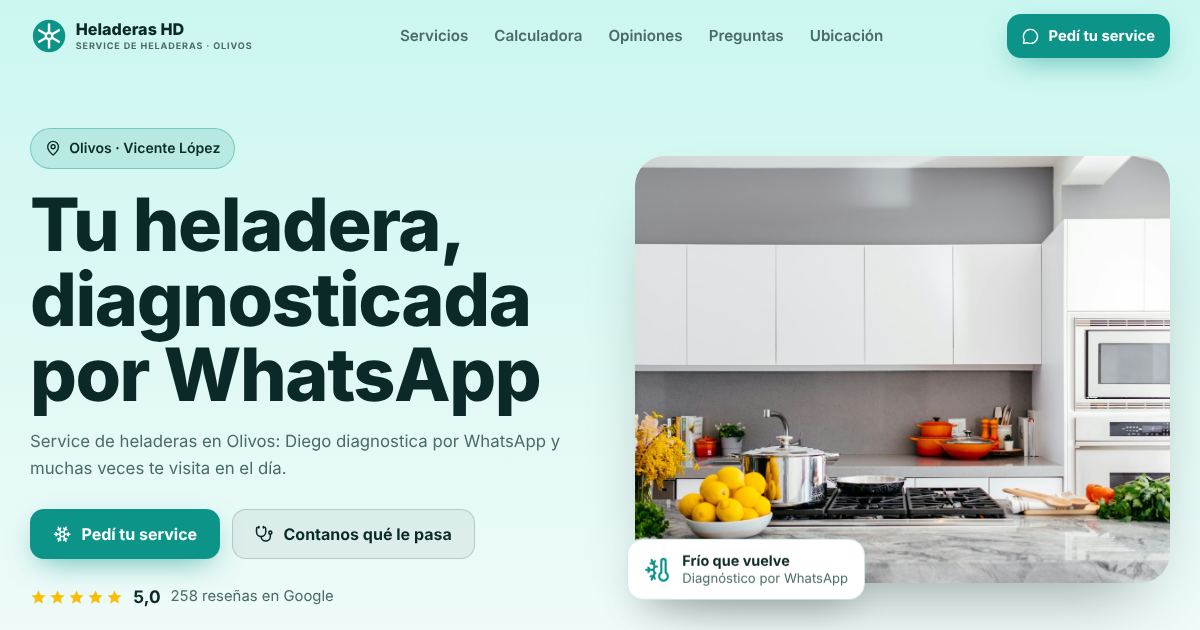 Heladeras HD
SERVICE DE HELADERAS · OLIVOS
Servicios
Calculadora
Opiniones
Preguntas
Ubicación
Pedí tu service
Olivos · Vicente López
Tu heladera,
diagnosticada
por WhatsApp
Service de heladeras en Olivos: Diego diagnostica por WhatsApp y
muchas veces te visita en el día.
Pedí tu service
Contanos qué le pasa
5,0 258 reseñas en Google
Frío que vuelve
Diagnóstico por WhatsApp